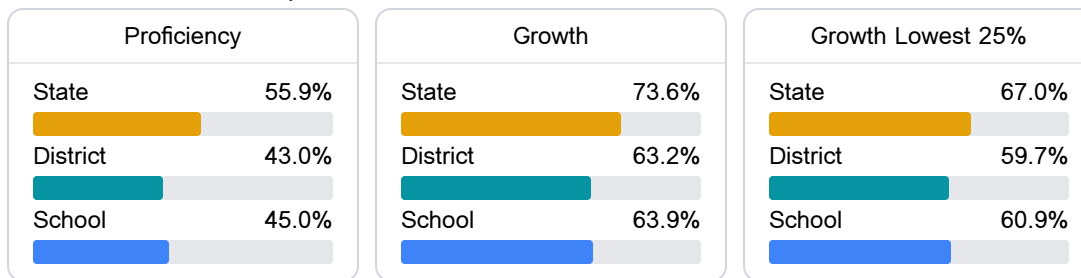 Proficiency
State 55.9%
District 43.0%
School 45.0%
Growth
State 73.6%
District 63.2%
School 63.9%
Growth Lowest 25%
State 67.0%
District 59.7%
School 60.9%